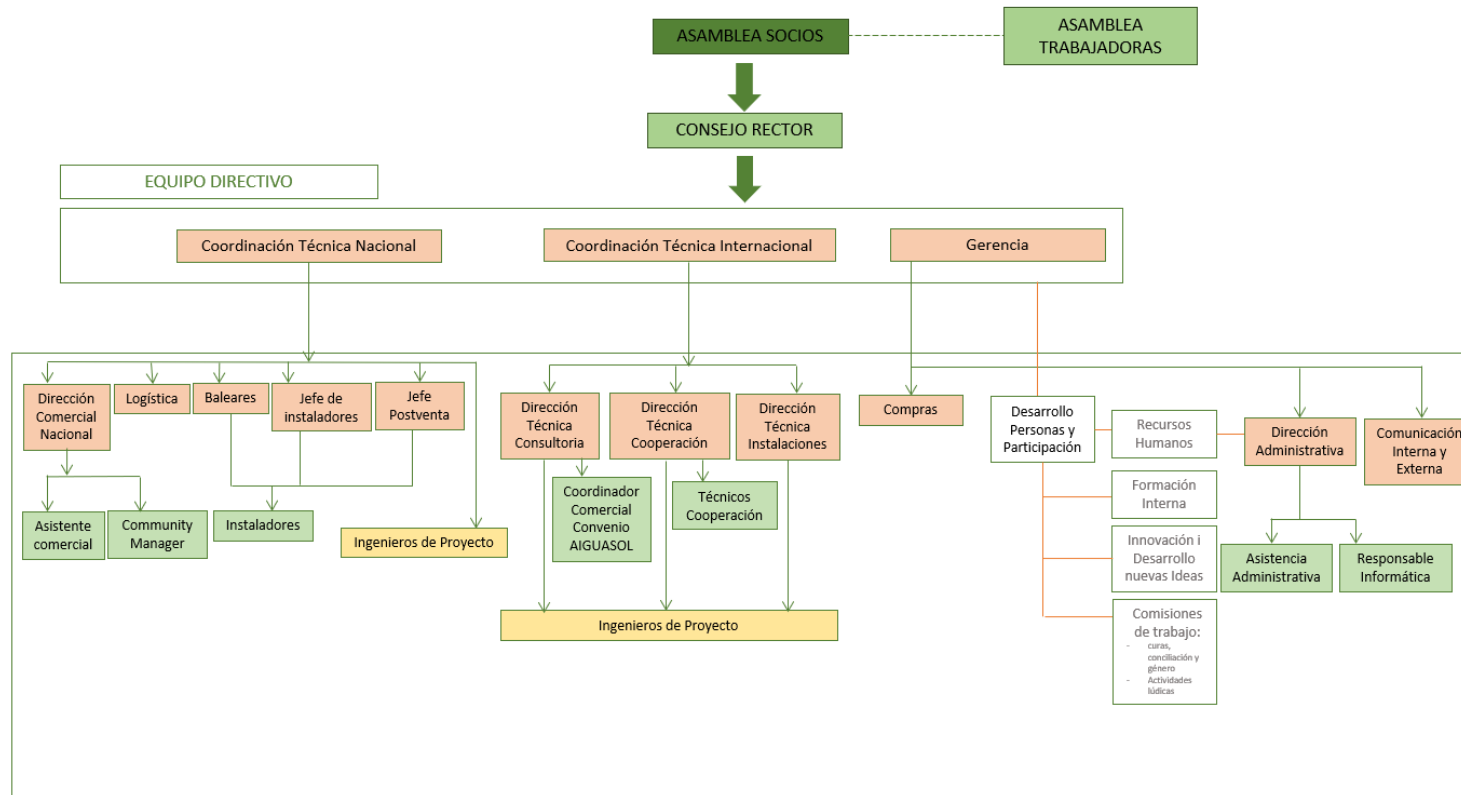 ASAMBLEA SOCIOS
ASAMBLEA
TRABAJADORAS
CONSEJO RECTOR
EQUIPO DIRECTIVO
Coordinación Técnica Nacional
Coordinación Técnica Internacional
Gerencia
Dirección
Comercial
Nacional
Logística
Baleares
Jefe de
instaladores
Jefe
Postventa
Asistente
comercial
Community
Manager
Instaladores
Ingenieros de Proyecto
Dirección
Técnica
Consultoria
Dirección
Técnica
Cooperación
Dirección
Técnica
Instalaciones
Coordinador
Comercial
Convenio
AIGUASOL
Técnicos
Cooperación
Ingenieros de Proyecto
Compras
Desarrollo
Personas y
Participación
Recursos
Humanos
Formación
Interna
Innovación i
Desarrollo
nuevas Ideas
Comisiones
de trabajo:
- curas,
conciliación y
género
- Actividades
lúdicas
Dirección
Administrativa
Comunicación
Interna y
Externa
Asistencia
Administrativa
Responsable
Informática